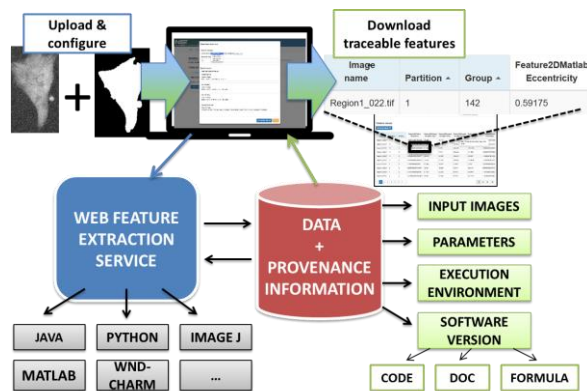 Upload &
configure
Download
traceable features
Image
name
Partition
Group
Feature2DMatlab
Eccentricity
Region1_022.tif
1
142
0.59175
WEB FEATURE
EXTRACTION
SERVICE
DATA
+
PROVENANCE
INFORMATION
INPUT IMAGES
PARAMETERS
EXECUTION
ENVIRONMENT
SOFTWARE
VERSION
JAVA
PYTHON
IMAGE J
MATLAB
WND-
CHARM
...
CODE
DOC
FORMULA